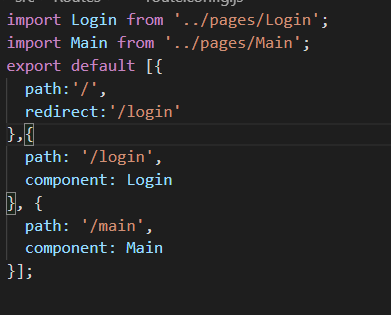 import Login from '../pages/Login';
import Main from '../pages/Main';
export default [{
path:'/',
redirect:'/login'
},{
path: '/login',
component: Login
}, {
path: '/main',
component: Main
}];